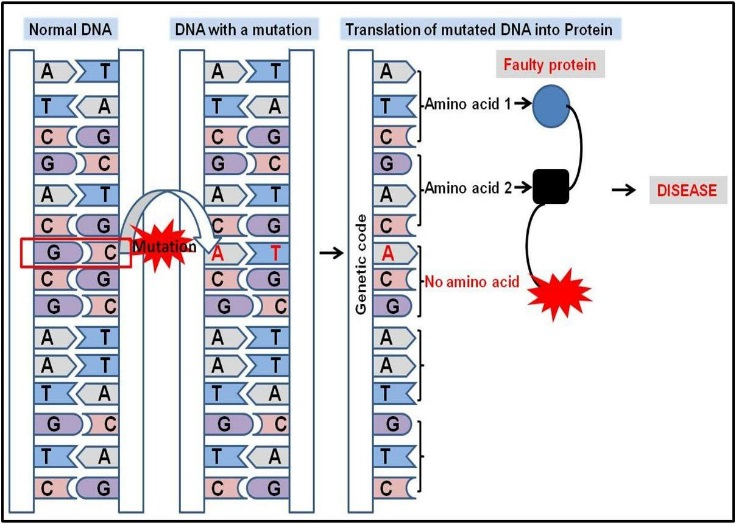 Normal DNA
DNA with a mutation
Translation of mutated DNA into Protein
A T
T A
C G
G C
A T
C G
G C
C G
G C
A T
A T
T A
G C
T A
C G
Mutation
A T
T A
C G
G C
A T
C G
A T
C G
G C
A T
A T
T A
G C
T A
C G
Genetic code
A
T
C
G
A
C
A
C
G
A
A
T
G
T
C
Amino acid 1
Amino acid 2
No amino acid
Faulty protein
DISEASE